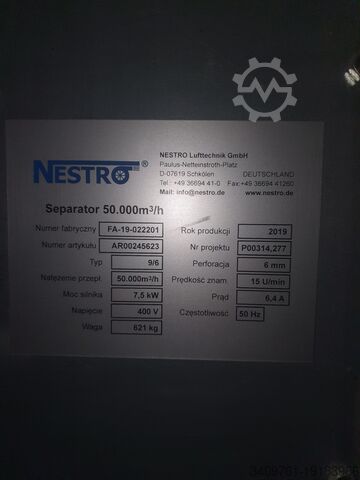 NESTRO®
NESTRO Lufttechnik GmbH
Paulus-Nettelnstroth-Platz
D-07619 Schkölen DEUTSCHLAND
Tel.: +49 36694 41-0 Fax:+49 36694 41260
Mail: info@nestro.de www.nestro.de
Separator 50.000m³/h
Numer fabryczny FA-19-022201 Rok produkcji 2019
Numer artykułu AR00245623 Nr projektu P00314,277
Typ 9/6 Perforacja 6 mm
Natężenie przepł. 50.000m³/h Prędkość znam. 15 U/min
Moc silnika 7,5 kW Prąd 6,4 A
Napięcie 400 V Częstotliwość 50 Hz
Waga 621 kg